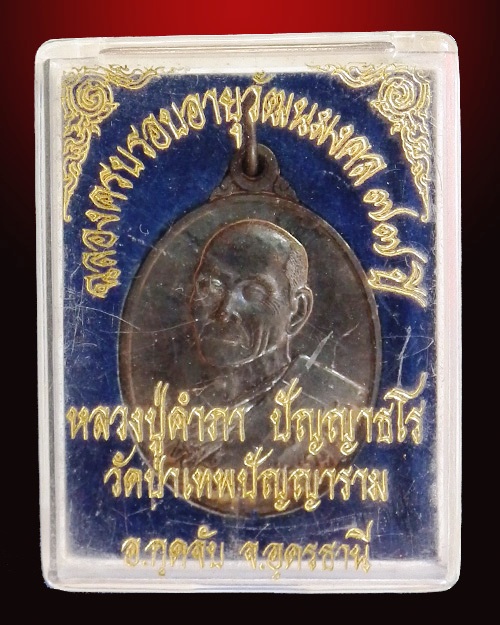 ฉลองครบรอบอายุวัฒนมงคล ๗๗ ปี
หลวงปู่คำภา ปัญญาธโร
วัดป่าเทพปัญญาราม
อ.กุดจับ จ.อุดรธานี